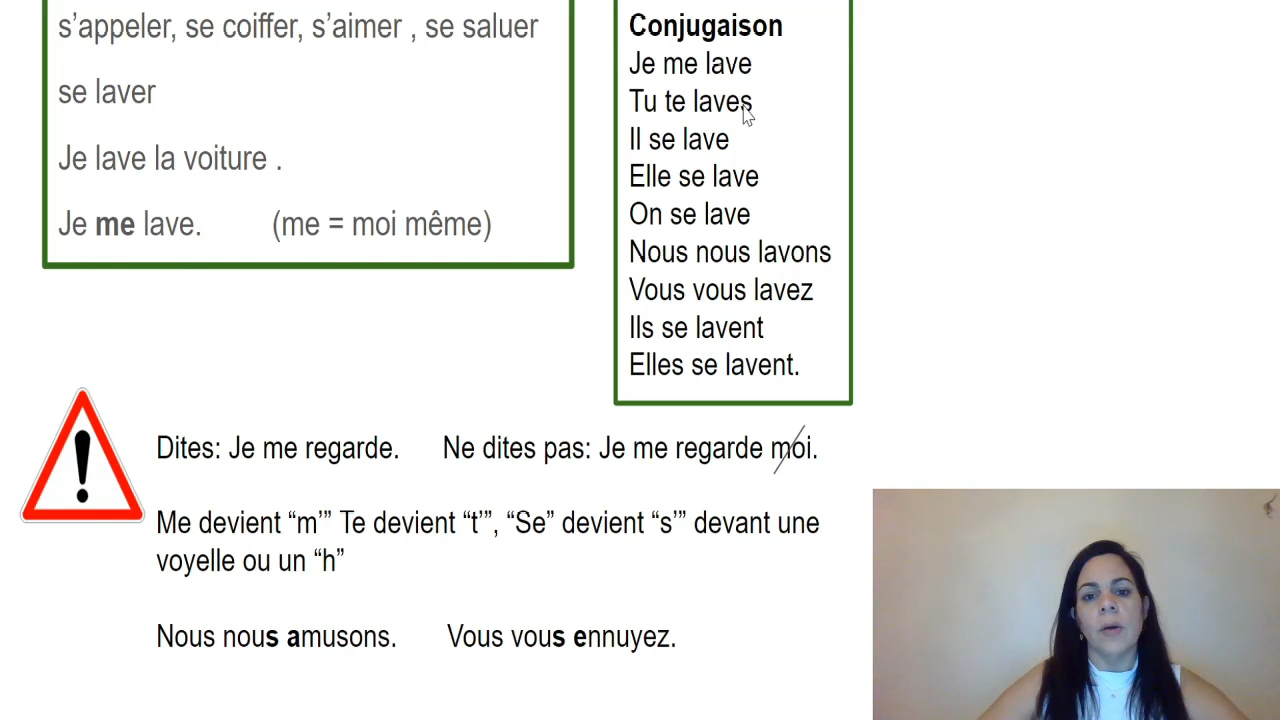 s’appeler, se coiffer, s’aimer , se saluer
se laver
Je lave la voiture .
Je me lave. (me = moi même)
Conjugaison
Je me lave
Tu te laves
Il se lave
Elle se lave
On se lave
Nous nous lavons
Vous vous lavez
Ils se lavent
Elles se lavent.
Dites: Je me regarde. Ne dites pas: Je me regarde moi.
Me devient “m’” Te devient “t’”, “Se” devient “s’” devant une
voyelle ou un “h”
Nous nous amusons. Vous vous ennuyez.